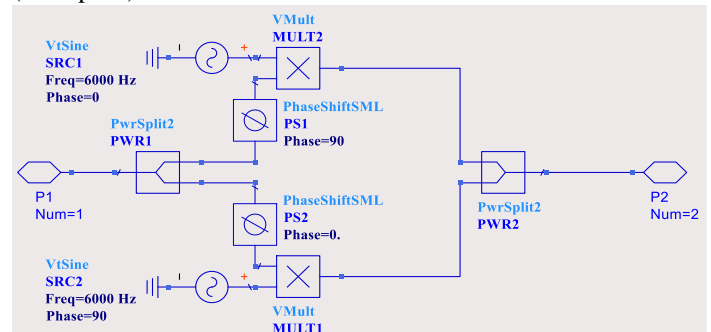 VMult
MULT2
VtSine
SRC1
Freq=6000 Hz
Phase=0
+
PhaseShiftSML
PS1
Phase=90
PwrSplit2
PWR1
P1
Num=1
PhaseShiftSML
PS2
Phase=0.
PwrSplit2
PWR2
P2
Num=2
VtSine
SRC2
Freq=6000 Hz
Phase=90
+
VMult
MULT1